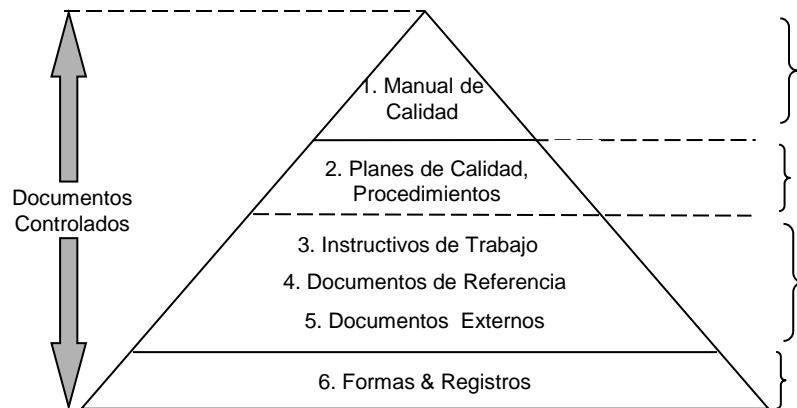 1. Manual de
Calidad
2. Planes de Calidad,
Procedimientos
Documentos
Controlados
3. Instructivos de Trabajo
4. Documentos de Referencia
5. Documentos Externos
6. Formas & Registros